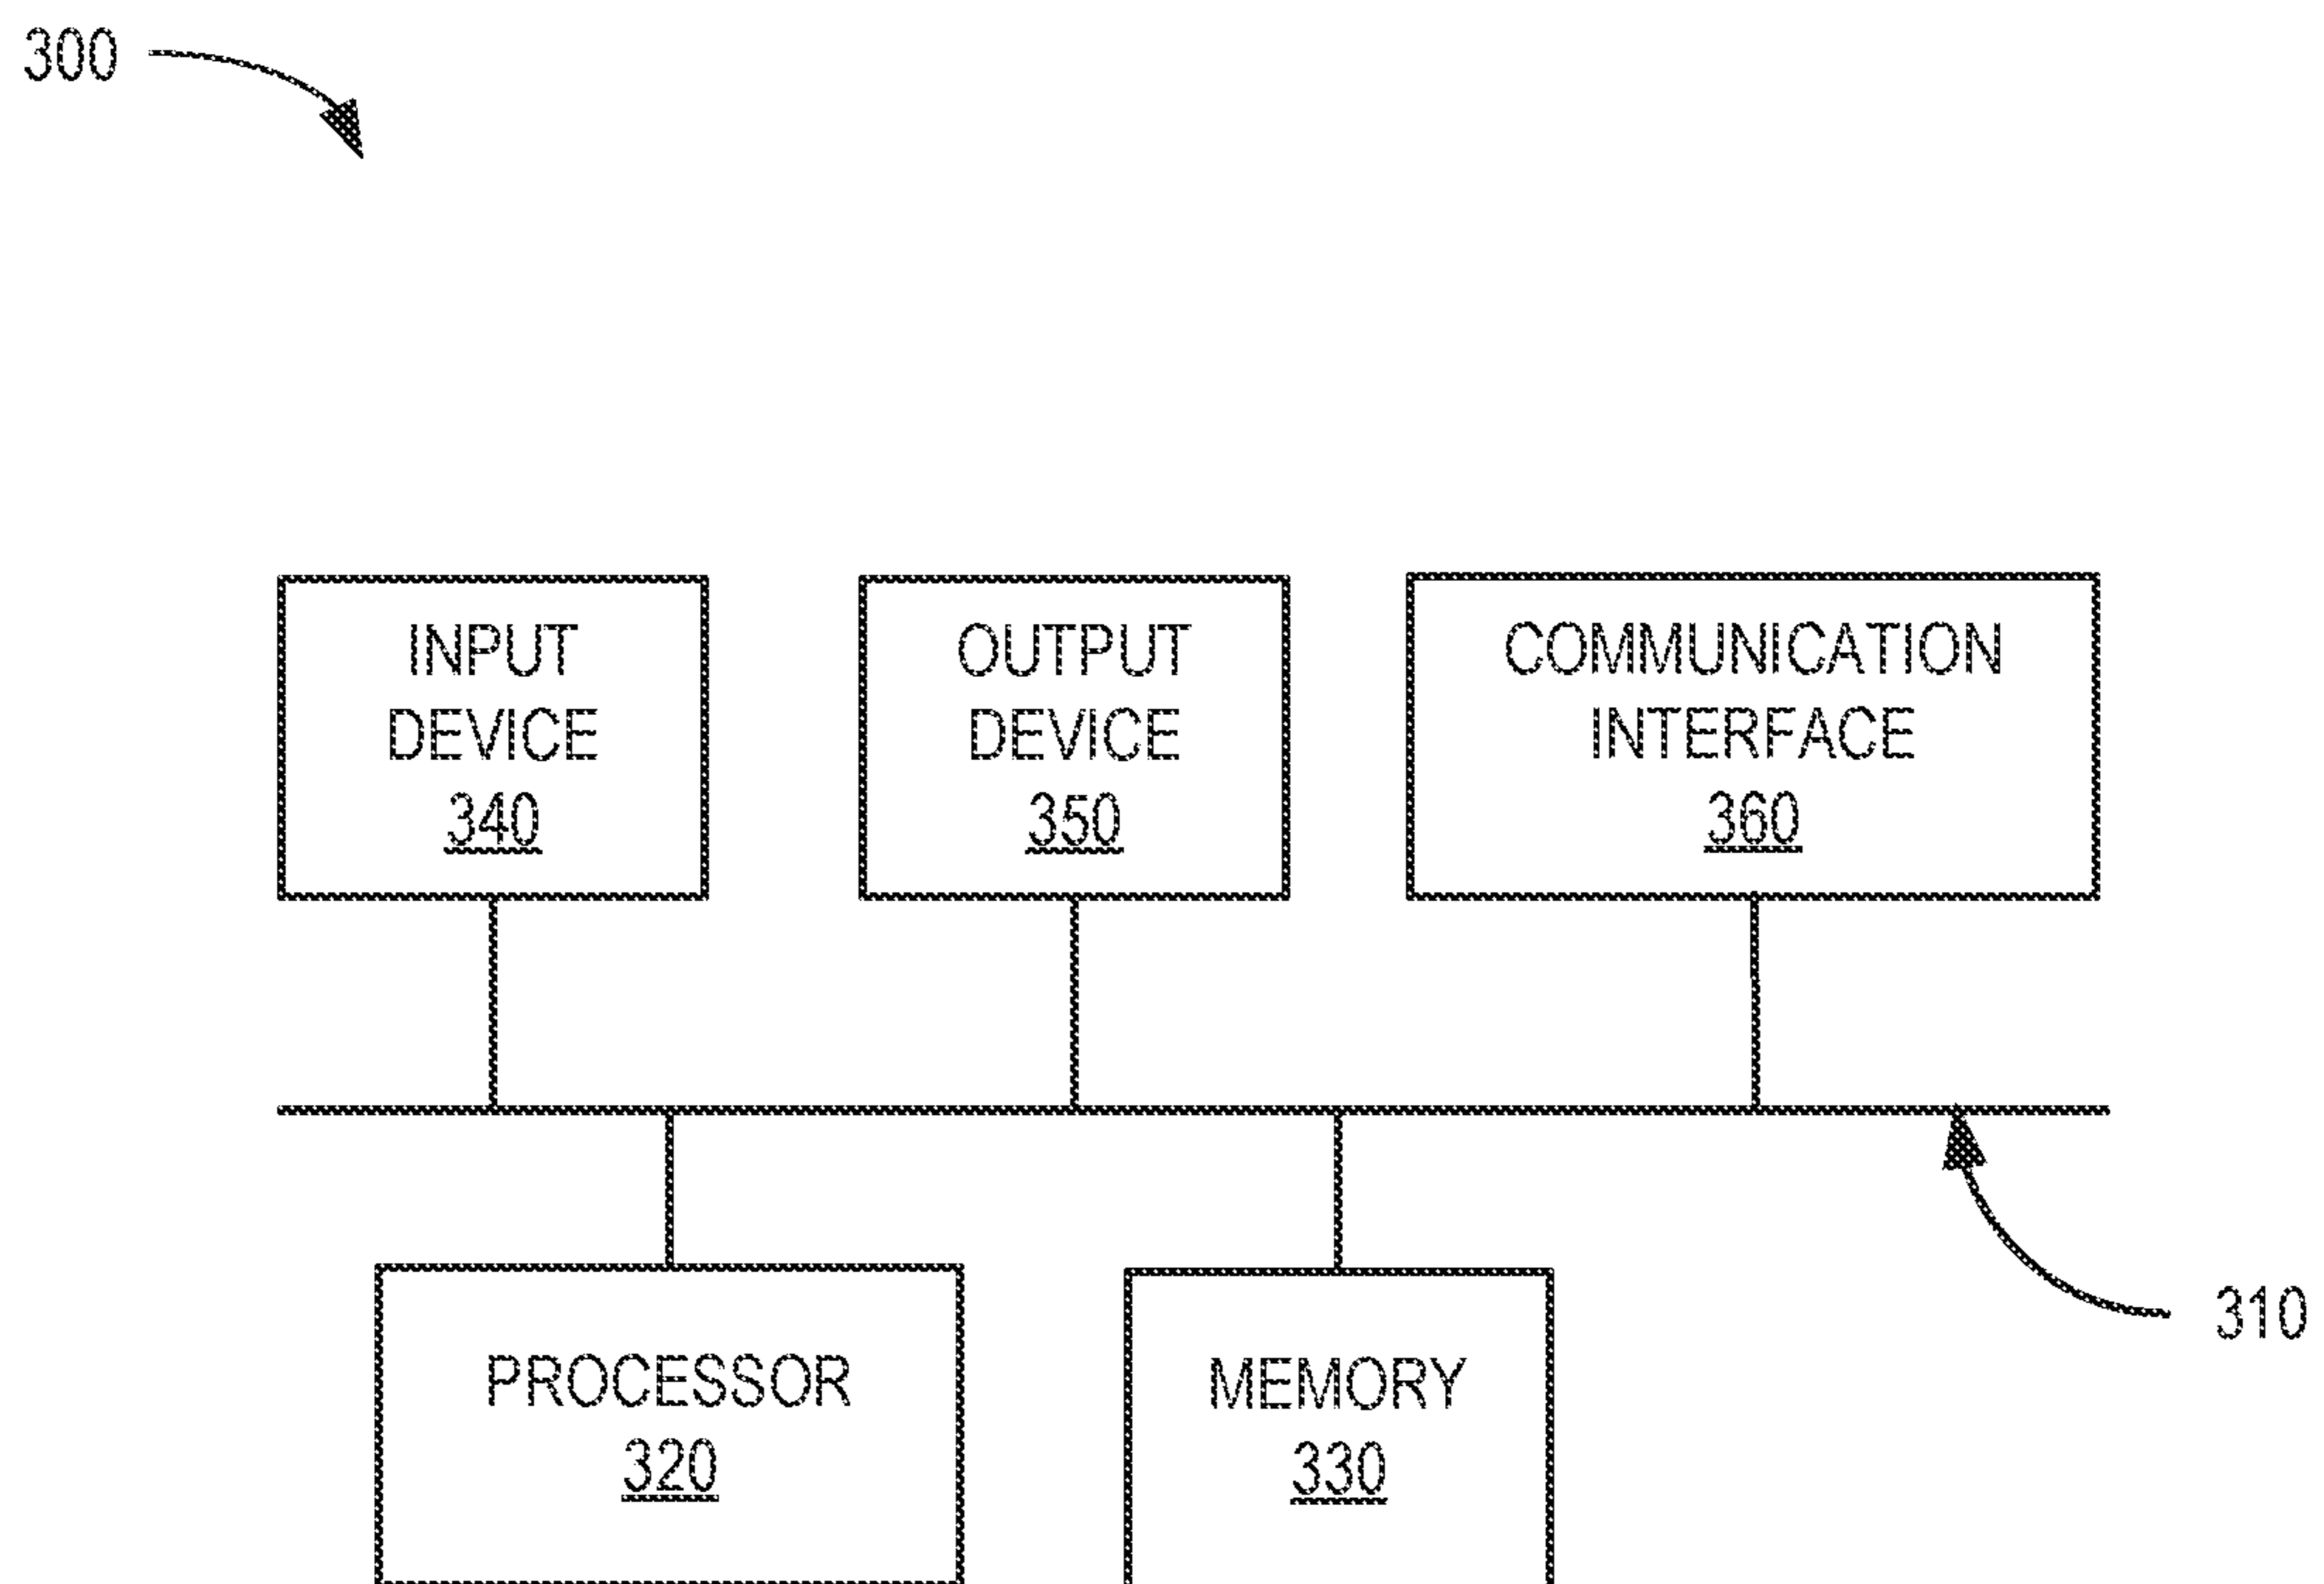 300
INPUT
DEVICE
340
OUTPUT
DEVICE
350
COMMUNICATION
INTERFACE
360
310
PROCESSOR
320
MEMORY
330